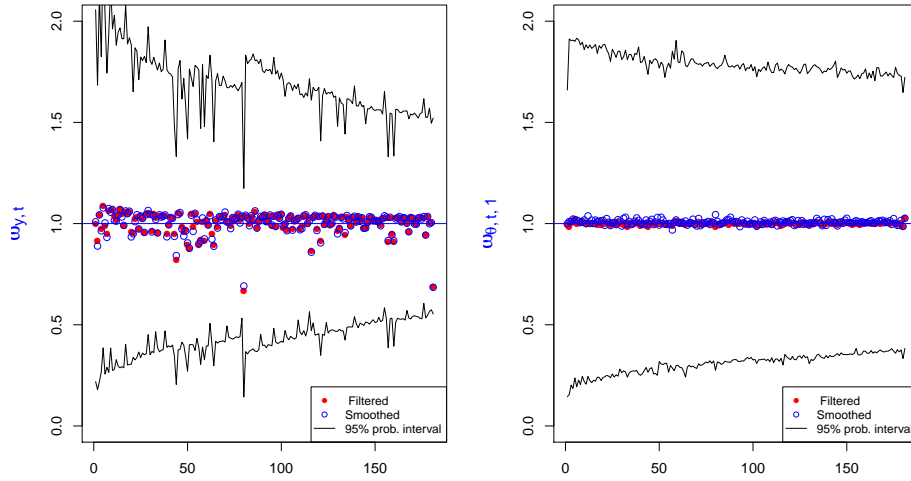 ω_y, t
2.0
1.5
1.0
0.5
0.0
0 50 100 150
Filtered
Smoothed
95% prob. interval
ω_θ, t, 1
2.0
1.5
1.0
0.5
0.0
0 50 100 150
Filtered
Smoothed
95% prob. interval